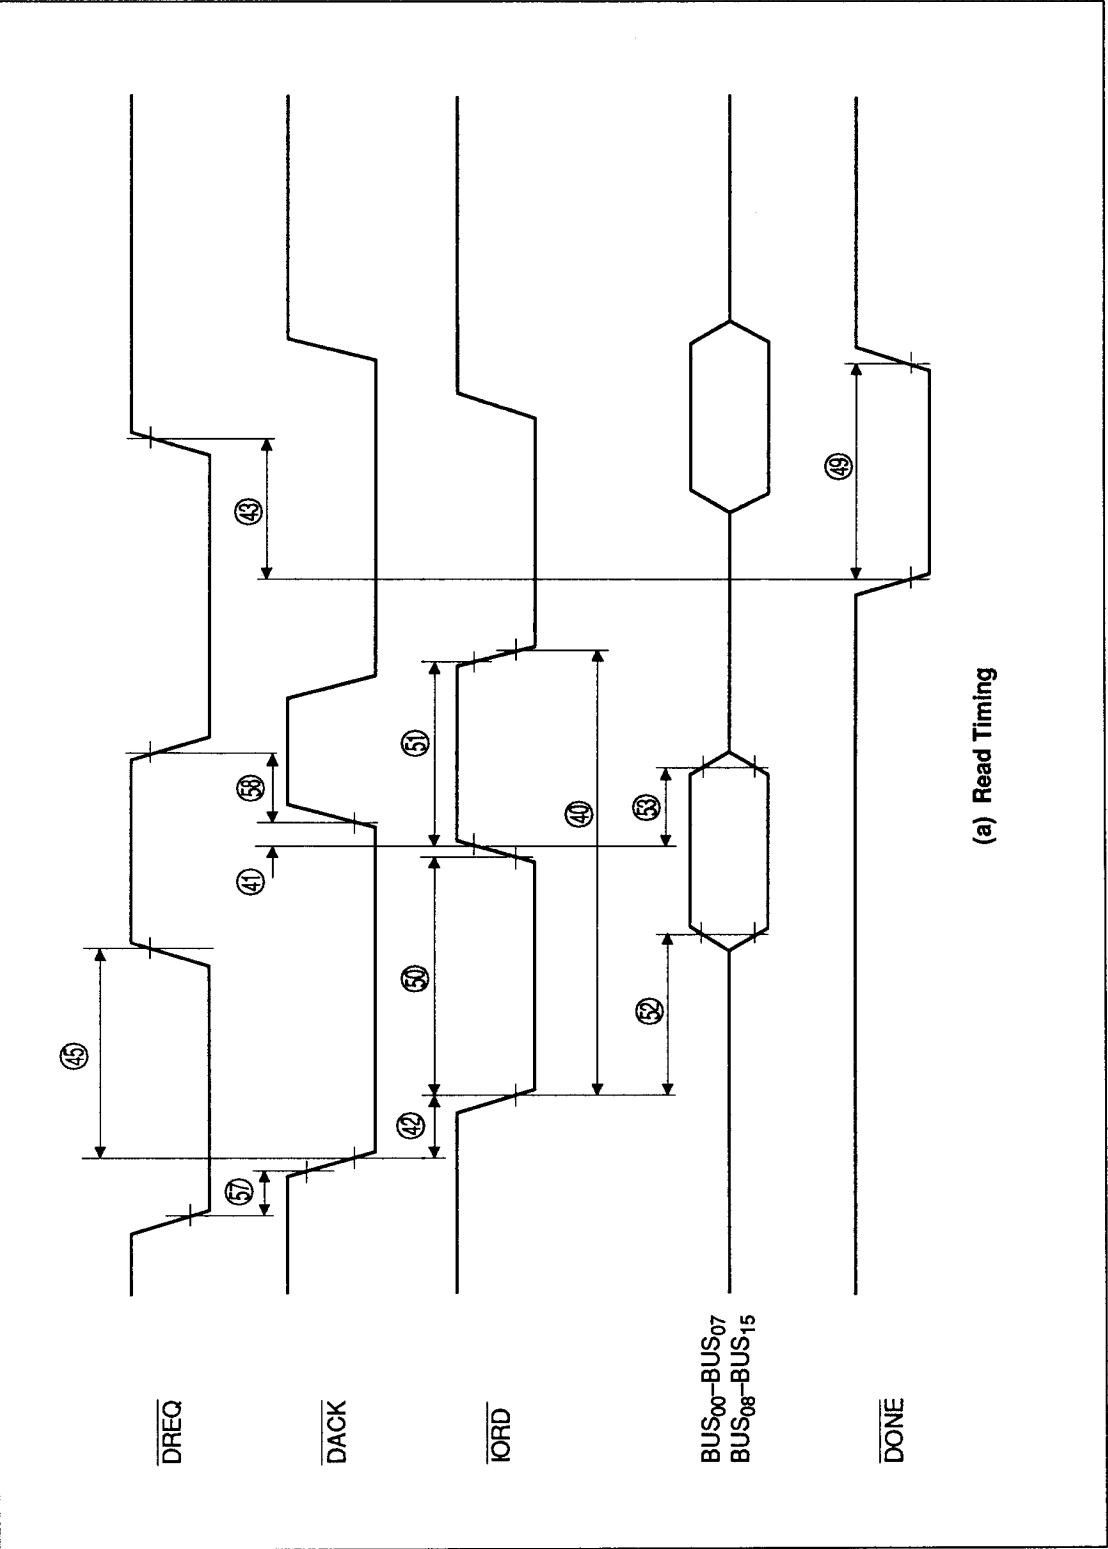 DREQ
DACK
IORD
BUS00–BUS07
BUS08–BUS15
DONE
45
57
43
58
41
42
50
51
40
52
53
49
(a) Read Timing